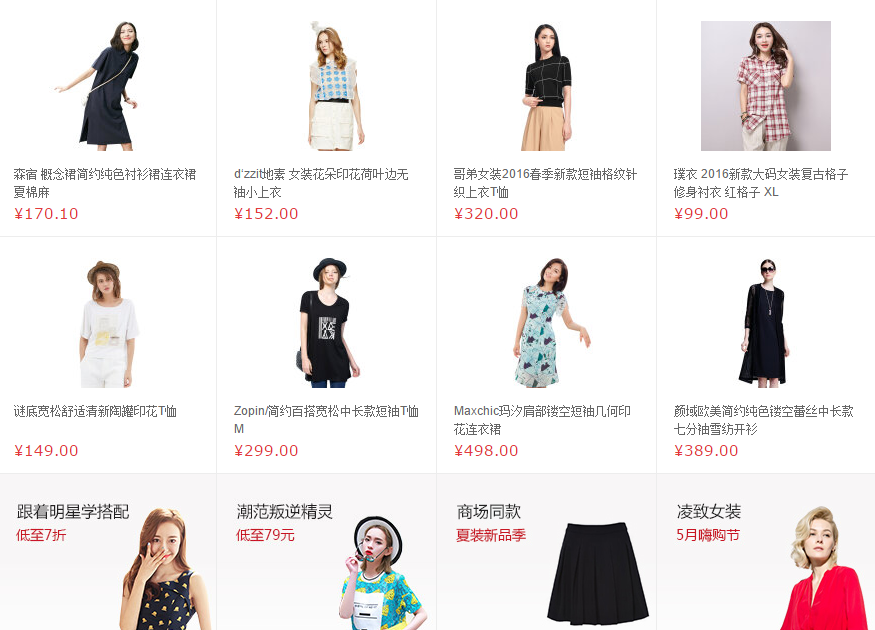 森宿 概念裙简约纯色衬衫裙连衣裙
夏棉麻
¥170.10
d'zzit地素 女装花朵印花荷叶边无
袖小上衣
¥152.00
哥弟女装2016春季新款短袖格纹针
织上衣T恤
¥320.00
璞衣 2016新款大码女装复古格子
修身衬衣 红格子 XL
¥99.00
谜底宽松舒适清新陶罐印花T恤
¥149.00
Zopin/简约百搭宽松中长款短袖T恤
M
¥299.00
Maxchic玛汐肩部镂空短袖几何印
花连衣裙
¥498.00
颜域欧美简约纯色镂空蕾丝中长款
七分袖雪纺开衫
¥389.00
跟着明星学搭配
低至7折
潮范叛逆精灵
低至79元
商场同款
夏装新品季
凌致女装
5月嗨购节